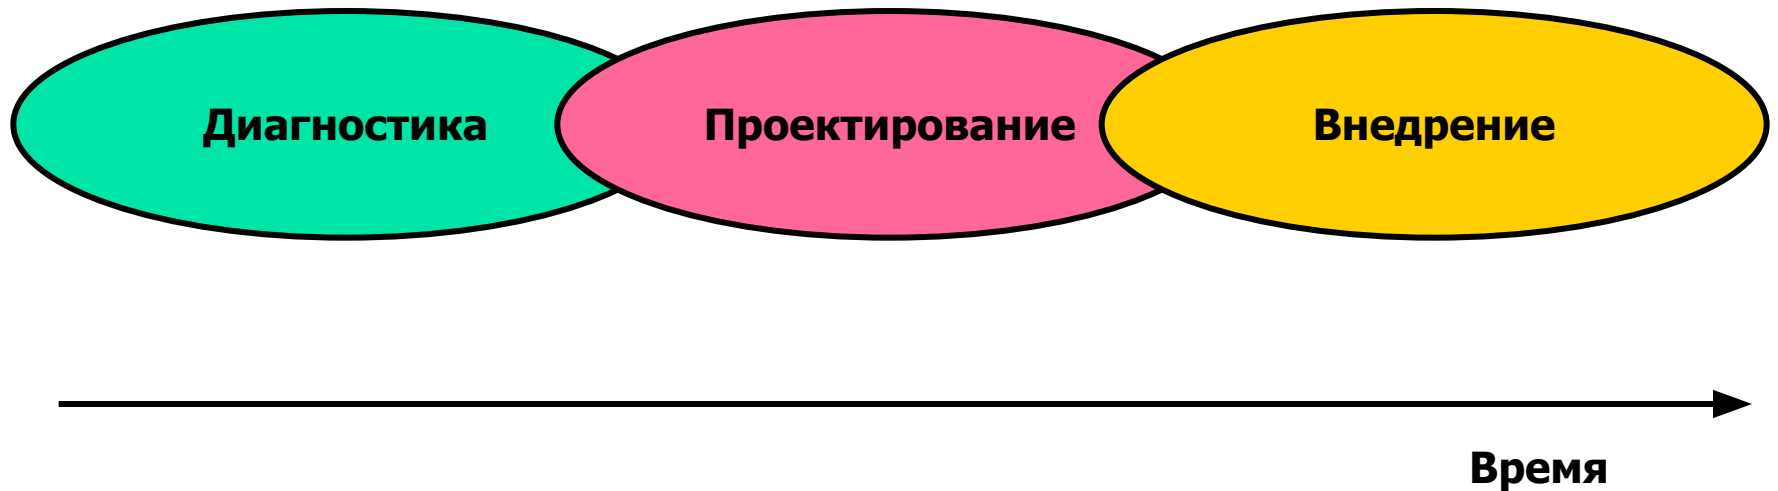 Диагностика
Проектирование
Внедрение
Время